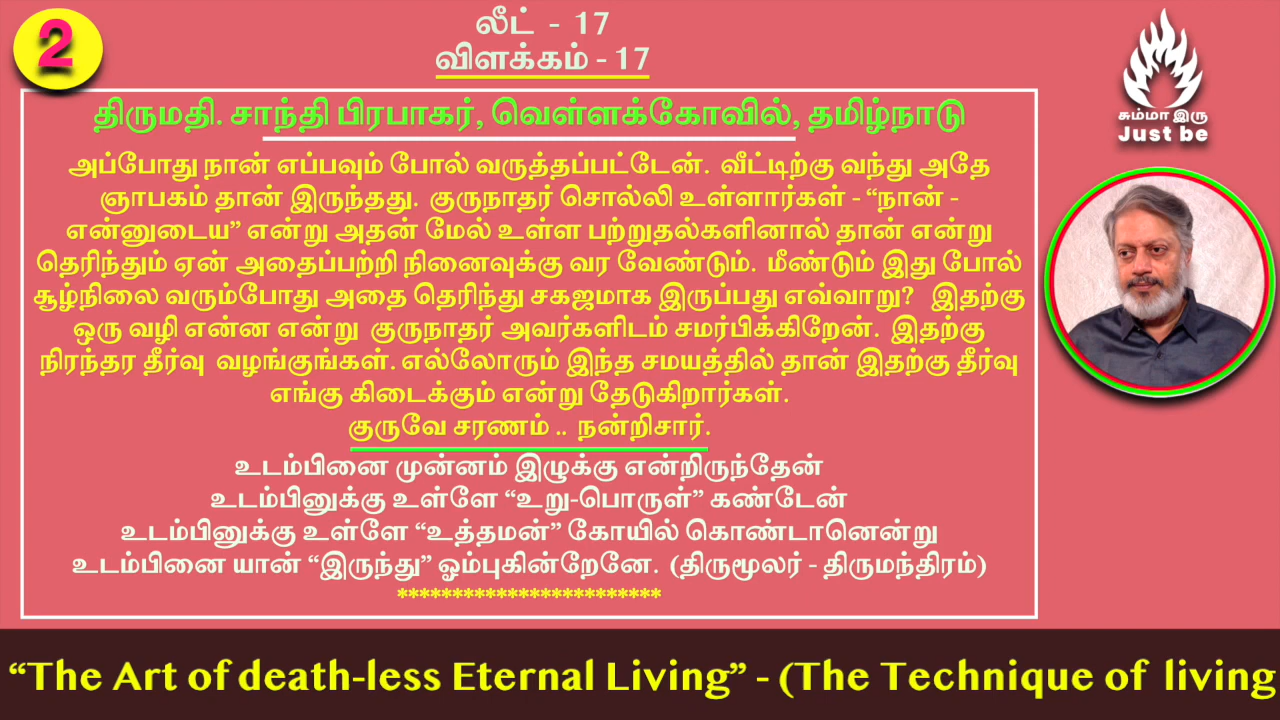 2
லீட் - 17
விளக்கம் - 17
சும்மா இரு
Just be
திருமதி. சாந்தி பிரபாகர், வெள்ளக்கோவில், தமிழ்நாடு
அப்போது நான் எப்பவும் போல் வருத்தப்பட்டேன். வீட்டிற்கு வந்து அதே
ஞாபகம் தான் இருந்தது. குருநாதர் சொல்லி உள்ளார்கள் - “நான் -
என்னுடைய” என்று அதன் மேல் உள்ள பற்றுதல்களினால் தான் என்று
தெரிந்தும் ஏன் அதைப்பற்றி நினைவுக்கு வர வேண்டும். மீண்டும் இது போல்
சூழ்நிலை வரும்போது அதை தெரிந்து சகஜமாக இருப்பது எவ்வாறு? இதற்கு
ஒரு வழி என்ன என்று குருநாதர் அவர்களிடம் சமர்பிக்கிறேன். இதற்கு
நிரந்தர தீர்வு வழங்குங்கள். எல்லோரும் இந்த சமயத்தில் தான் இதற்கு தீர்வு
எங்கு கிடைக்கும் என்று தேடுகிறார்கள்.
குருவே சரணம் .. நன்றிசார்.
உடம்பினை முன்னம் இழுக்கு என்றிருந்தேன்
உடம்பினுக்கு உள்ளே “உறு-பொருள்” கண்டேன்
உடம்பினுக்கு உள்ளே “உத்தமன்” கோயில் கொண்டானென்று
உடம்பினை யான் “இருந்து” ஓம்புகின்றேனே. (திருமூலர் - திருமந்திரம்)
************************
“The Art of death-less Eternal Living” - (The Technique of living